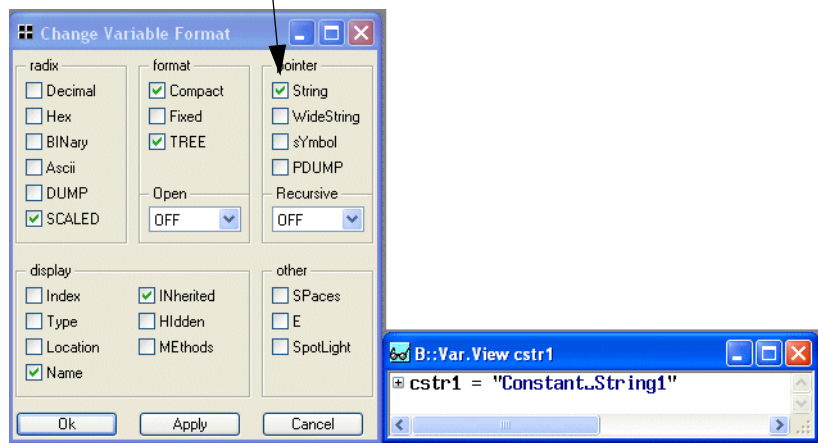 Change Variable Format
radix
Decimal
Hex
BINary
Ascii
DUMP
SCALED
format
Compact
Fixed
TREE
Open
OFF
pointer
String
WideString
sYmbol
PDUMP
Recursive
OFF
display
Index
Type
Location
Name
INherited
HIdden
MEthods
other
SPaces
E
SpotLight
Ok
Apply
Cancel
B::Var.View cstr1
cstr1 = "Constant␣String1"